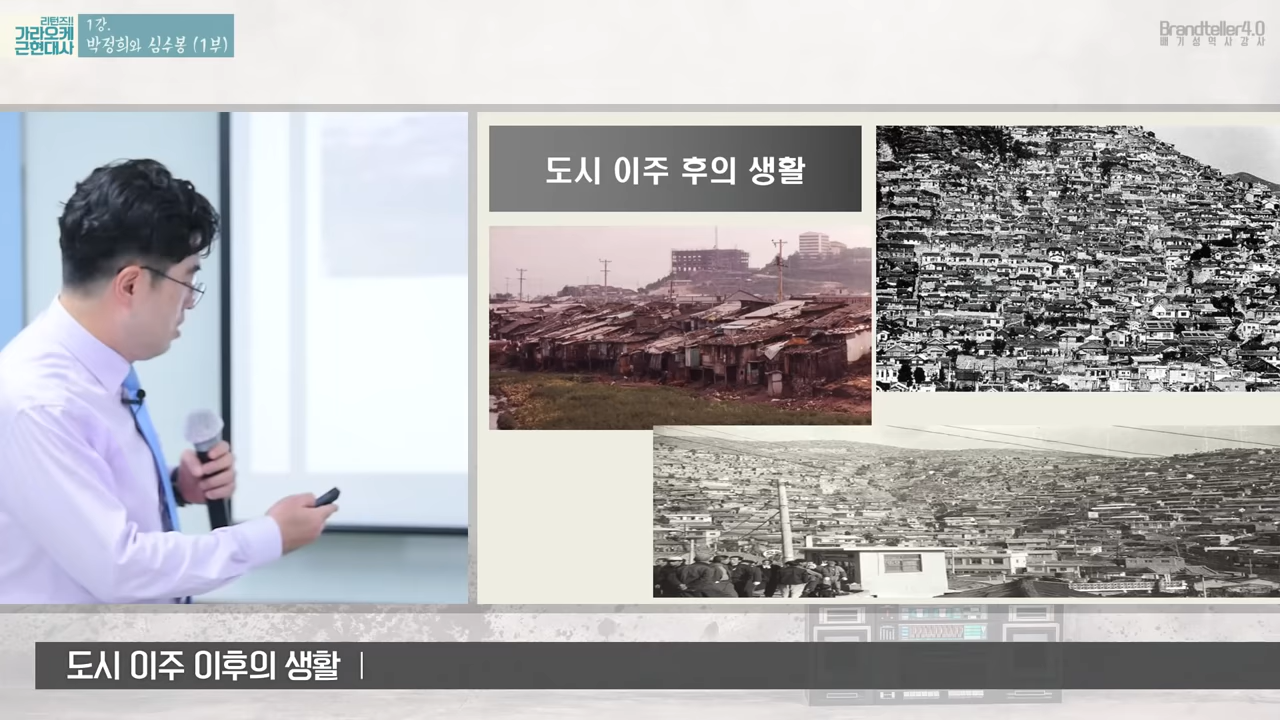 리턴즈!!
가라오케
근현대사
1강.
박정희와 심수봉 (1부)
Brandteller4.0
배기성역사강사
도시 이주 후의 생활
도시 이주 이후의 생활